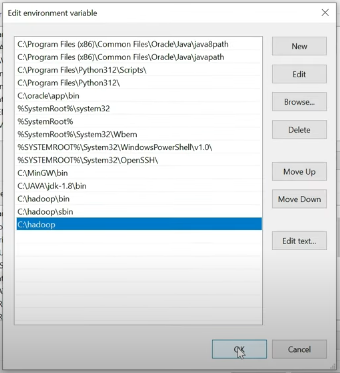 Edit environment variable
C:\Program Files (x86)\Common Files\Oracle\Java\java8path
C:\Program Files (x86)\Common Files\Oracle\Java\javapath
C:\Program Files\Python312\Scripts\
C:\Program Files\Python312\
C:\oracle\app\bin
%SystemRoot%\system32
%SystemRoot%
%SystemRoot%\System32\Wbem
%SYSTEMROOT%\System32\WindowsPowerShell\v1.0\
%SYSTEMROOT%\System32\OpenSSH\
C:\MinGW\bin
C:\JAVA\jdk-1.8\bin
C:\hadoop\bin
C:\hadoop\sbin
C:\hadoop
New
Edit
Browse...
Delete
Move Up
Move Down
Edit text...
OK
Cancel